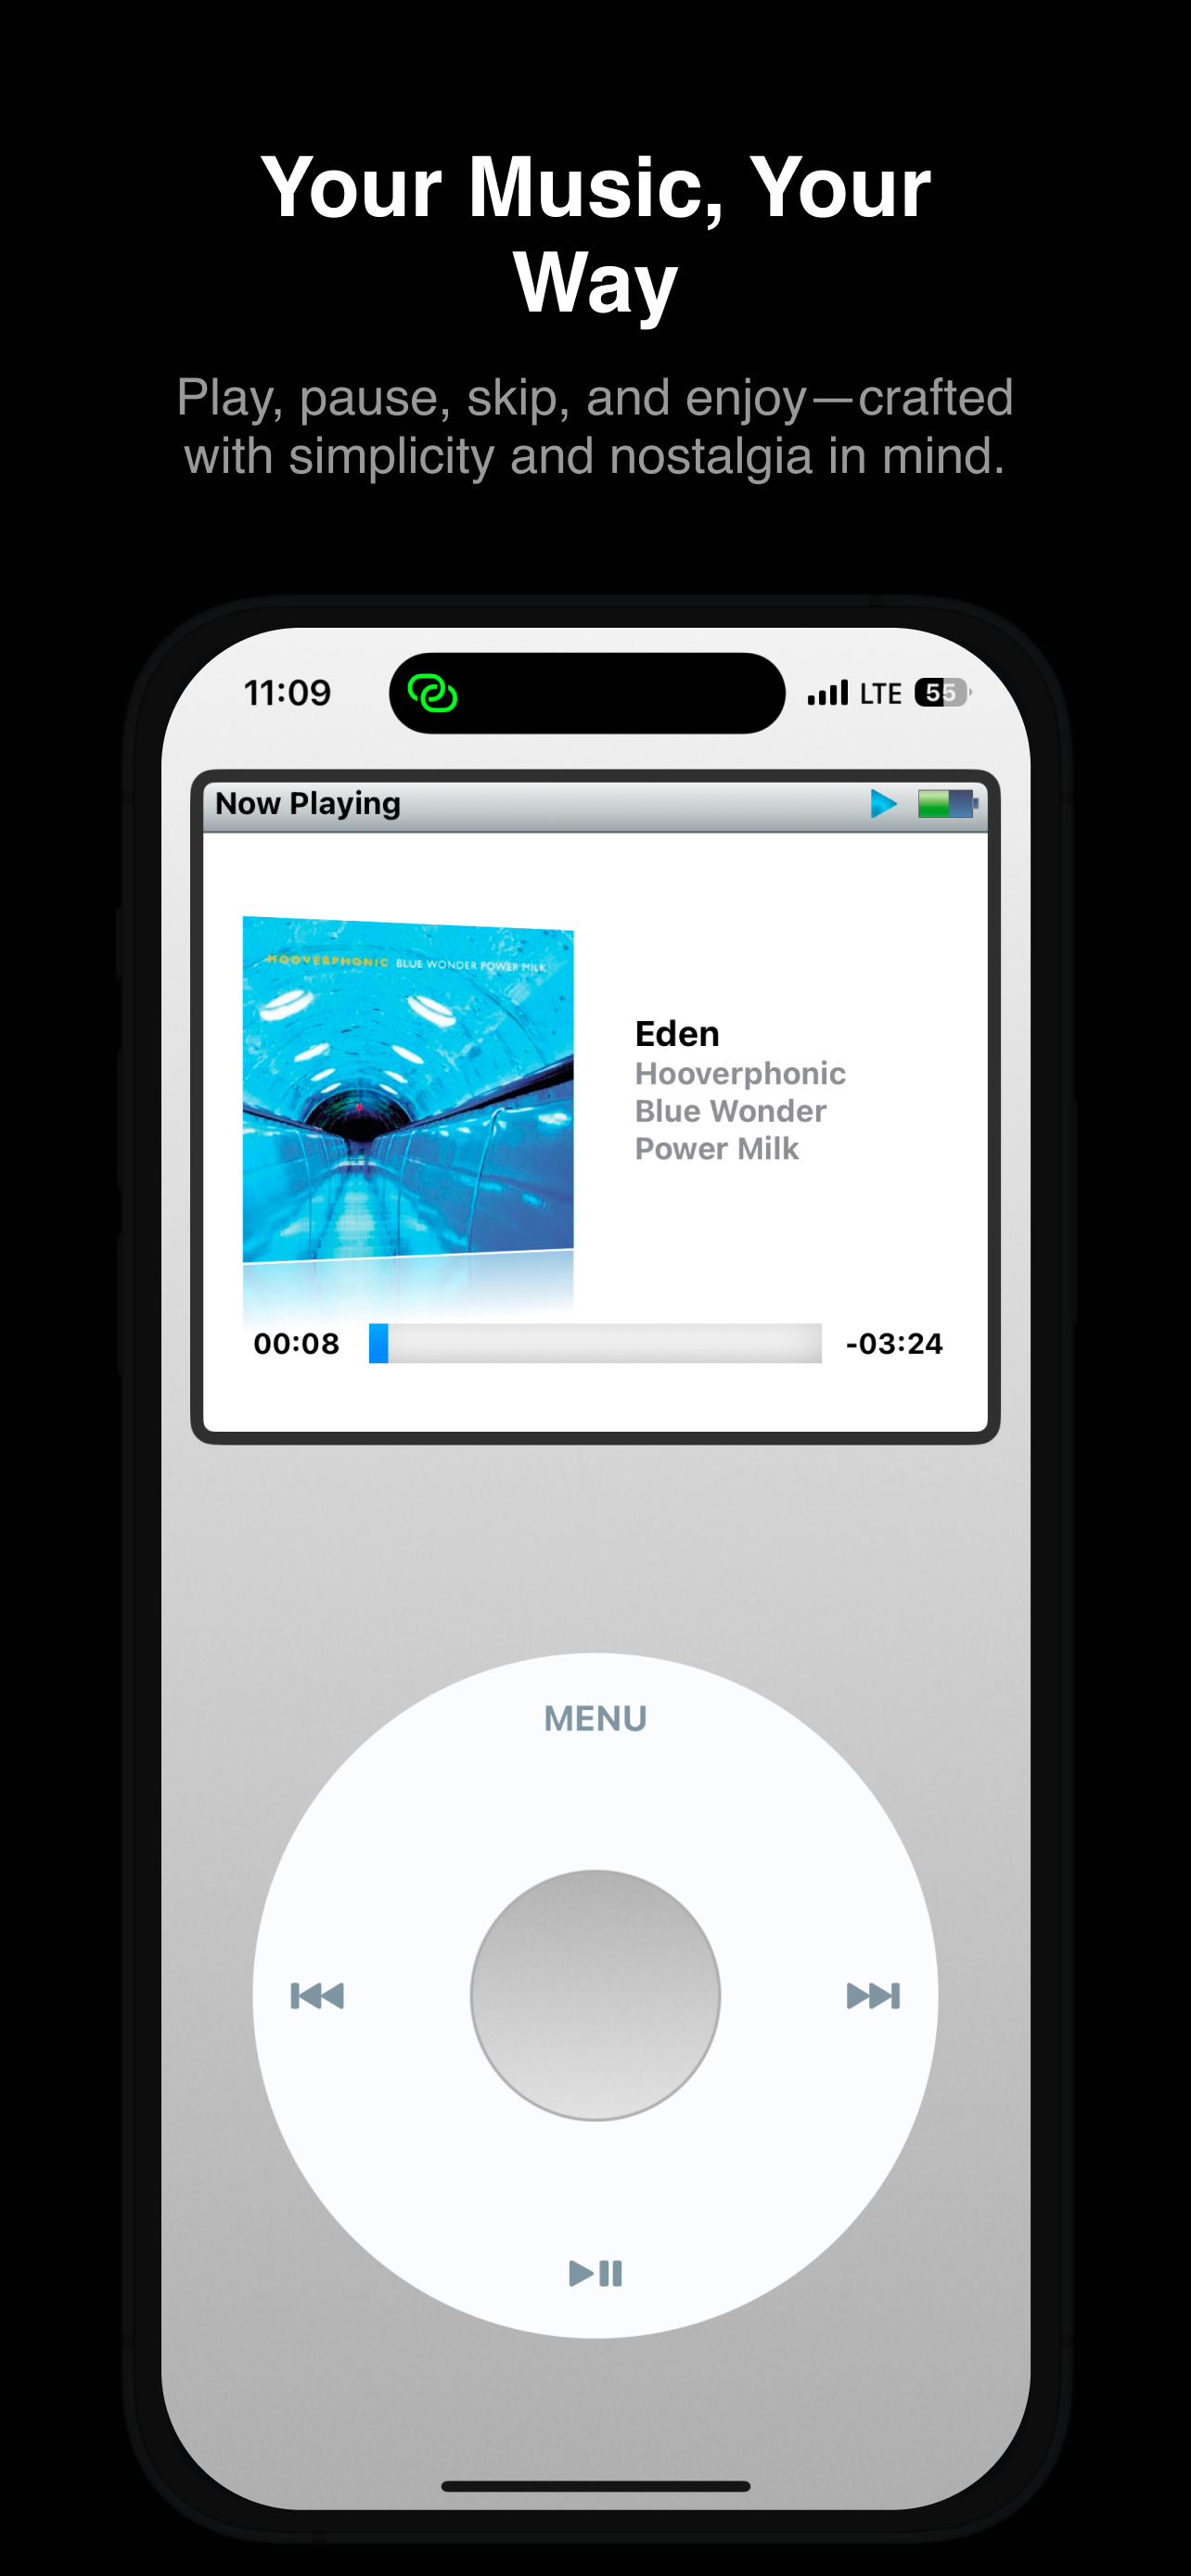 Your Music, Your
Way
Play, pause, skip, and enjoy—crafted
with simplicity and nostalgia in mind.
11:09
LTE 55
Now Playing
HOOVERPHONIC BLUE WONDER POWER MILK
Eden
Hooverphonic
Blue Wonder
Power Milk
00:08 -03:24
MENU